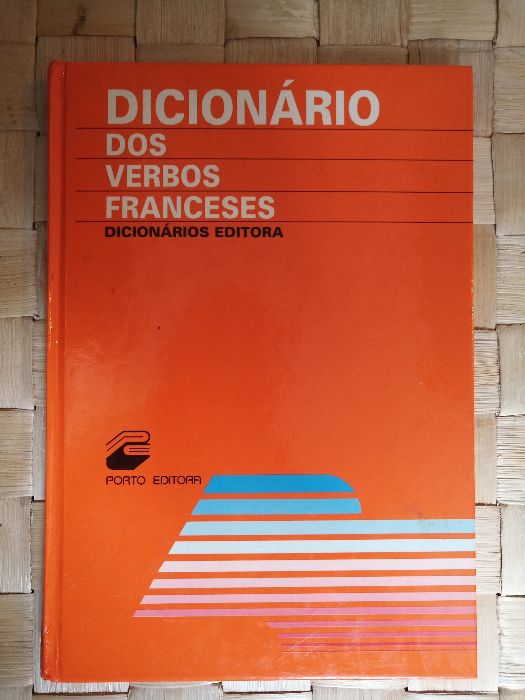 DICIONÁRIO
DOS
VERBOS
FRANCESES
DICIONÁRIOS EDITORA
PORTO EDITORA